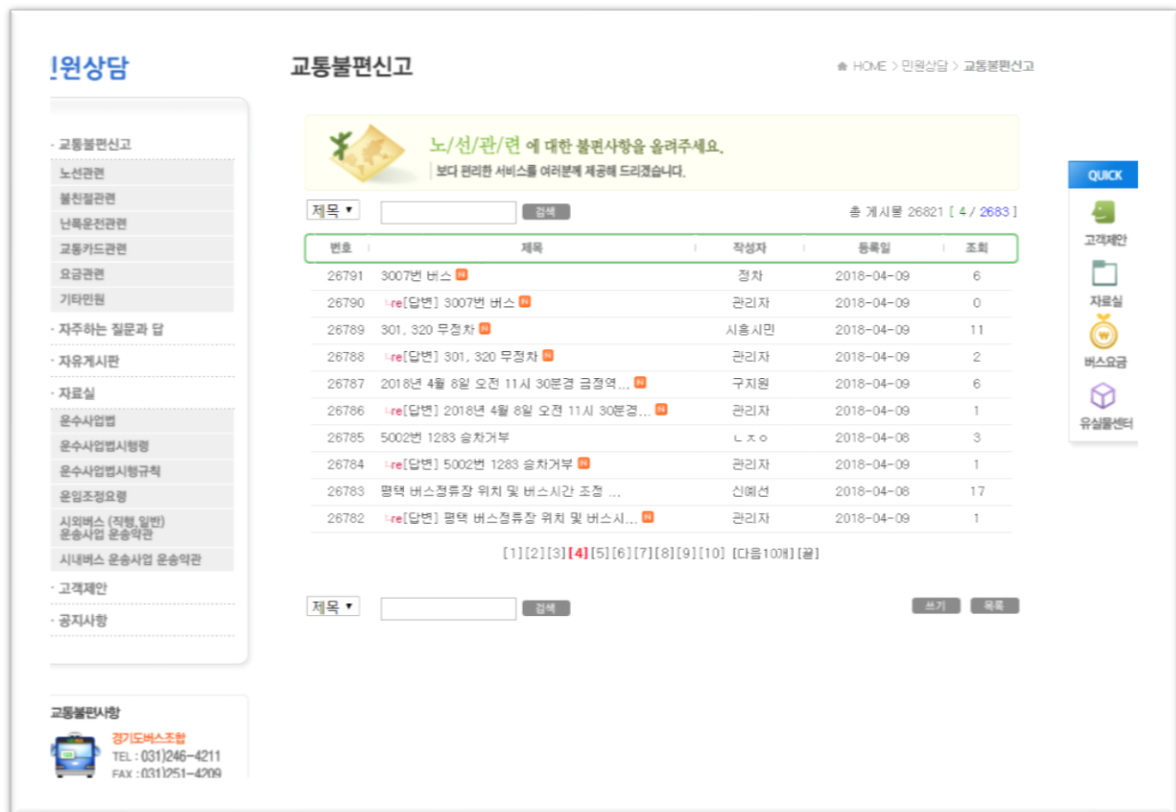 민원상담
· 교통불편신고
노선관련
불친절관련
난폭운전관련
교통카드관련
요금관련
기타민원
· 자주하는 질문과 답
· 자유게시판
· 자료실
운수사업법
운수사업법시행령
운수사업법시행규칙
운임조정요령
시외버스 (직행,일반)
운송사업 운송약관
시내버스 운송사업 운송약관
· 고객제안
· 공지사항
교통불편사항
경기도버스조합
TEL : 031)246-4211
FAX : 031)251-4209
교통불편신고
HOME > 민원상담 > 교통불편신고
노/선/관/련 에 대한 불편사항을 올려주세요.
보다 편리한 서비스를 여러분께 제공해 드리겠습니다.
제목 ▼ 검색 총 게시물 26821 [ 4 / 2683 ]
번호 제목 작성자 등록일 조회
26791 3007번 버스 N 정차 2018-04-09 6
26790 re[답변] 3007번 버스 N 관리자 2018-04-09 0
26789 301, 320 무정차 N 시흥시민 2018-04-09 11
26788 re[답변] 301, 320 무정차 N 관리자 2018-04-09 2
26787 2018년 4월 8일 오전 11시 30분경 금정역... N 구지원 2018-04-09 6
26786 re[답변] 2018년 4월 8일 오전 11시 30분경... N 관리자 2018-04-09 1
26785 5002번 1283 승차거부 ㄴㅈㅇ 2018-04-08 3
26784 re[답변] 5002번 1283 승차거부 N 관리자 2018-04-09 1
26783 평택 버스정류장 위치 및 버스시간 조정 ... 신예선 2018-04-08 17
26782 re[답변] 평택 버스정류장 위치 및 버스시... N 관리자 2018-04-09 1
[1][2][3][4][5][6][7][8][9][10] [다음10개][끝]
제목 ▼ 검색 쓰기 목록
QUICK
고객제안
자료실
버스요금
유실물센터